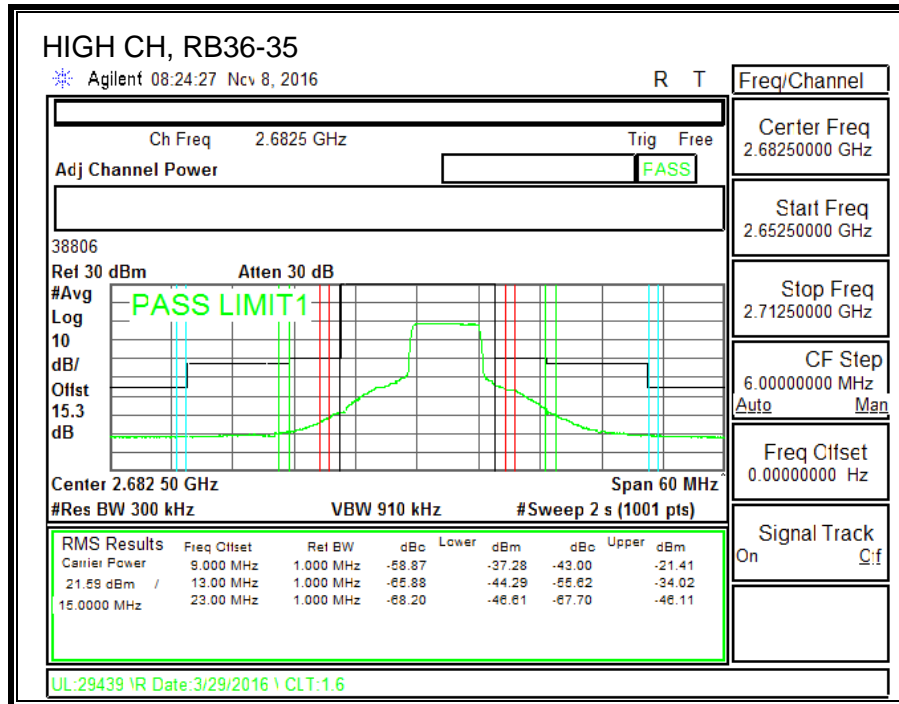 HIGH CH, RB36-35
Agilent 08:24:27 Nov 8, 2016 R T
Freq/Channel
Ch Freq 2.6825 GHz Trig Free
Adj Channel Power PASS
Center Freq
2.68250000 GHz
Start Freq
2.65250000 GHz
Stop Freq
2.71250000 GHz
CF Step
6.00000000 MHz
Auto Man
Freq Offset
0.00000000 Hz
Signal Track
On Off
38806
Ref 30 dBm Atten 30 dB
#Avg
Log
10
dB/
Offst
15.3
dB
PASS LIMIT1
Center 2.682 50 GHz Span 60 MHz
#Res BW 300 kHz VBW 910 kHz #Sweep 2 s (1001 pts)
RMS Results Freq Offset Ref BW dBc Lower dBm dBc Upper dBm
Carrier Power 9.000 MHz 1.000 MHz -58.87 -37.28 -43.00 -21.41
21.59 dBm / 13.00 MHz 1.000 MHz -65.88 -44.29 -55.62 -34.02
15.0000 MHz 23.00 MHz 1.000 MHz -68.20 -46.61 -67.70 -46.11
UL:29439 \R Date:3/29/2016 \ CLT:1.6